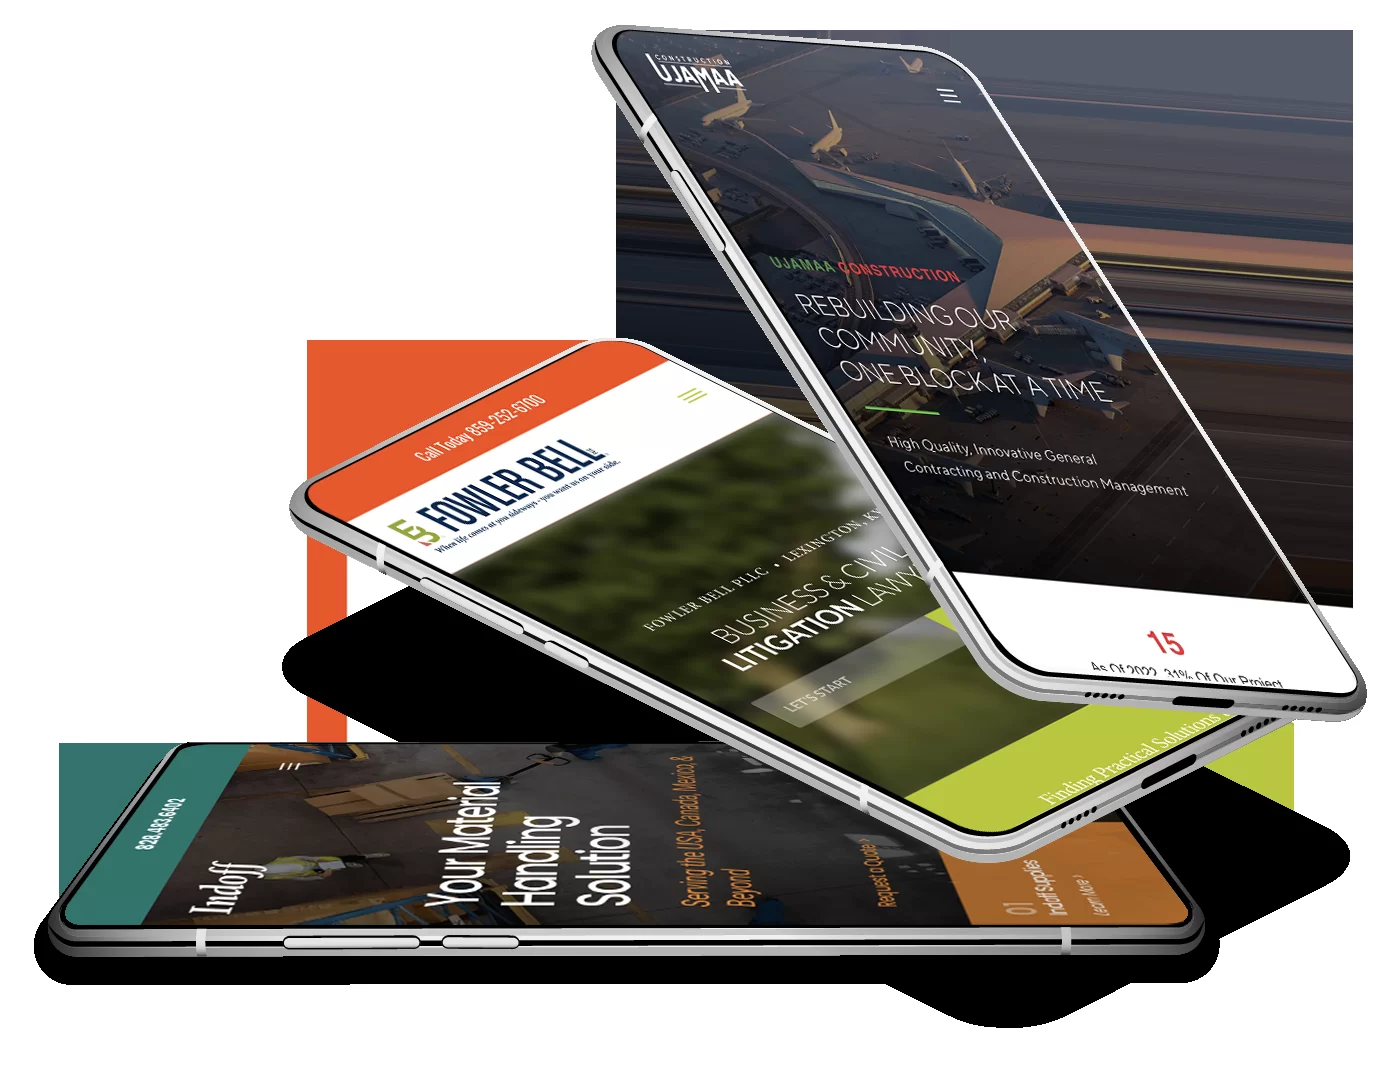 CONSTRUCTION
UJAMAA
UJAMAA CONSTRUCTION
REBUILDING OUR
COMMUNITY,
ONE BLOCK AT A TIME
High Quality, Innovative General
Contracting and Construction Management
15
As Of 2022, 31% Of Our Project
Call Today 859-252-6700
FOWLER BELL
When life comes at you sideways - you want us on your side.
FOWLER BELL PLLC • LEXINGTON, KY
BUSINESS & CIVIL
LITIGATION LAWY
LET'S START
Finding Practical Solutions
828.483.6402
Indoff
Your Material
Handling
Solution
Serving the USA, Canada, Mexico, &
Beyond
Request a Quote
01
Indoff Supplies
Learn More